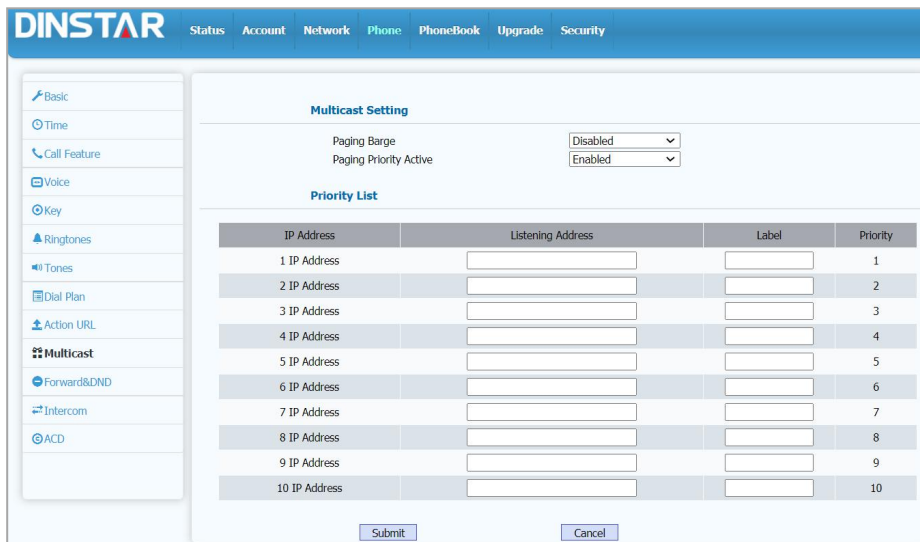 DINSTAR Status Account Network Phone PhoneBook Upgrade Security
Basic
Time
Call Feature
Voice
Key
Ringtones
Tones
Dial Plan
Action URL
Multicast
Forward&DND
Intercom
ACD
Multicast Setting
Paging Barge Disabled
Paging Priority Active Enabled
Priority List
IP Address Listening Address Label Priority
1 IP Address 1
2 IP Address 2
3 IP Address 3
4 IP Address 4
5 IP Address 5
6 IP Address 6
7 IP Address 7
8 IP Address 8
9 IP Address 9
10 IP Address 10
Submit Cancel